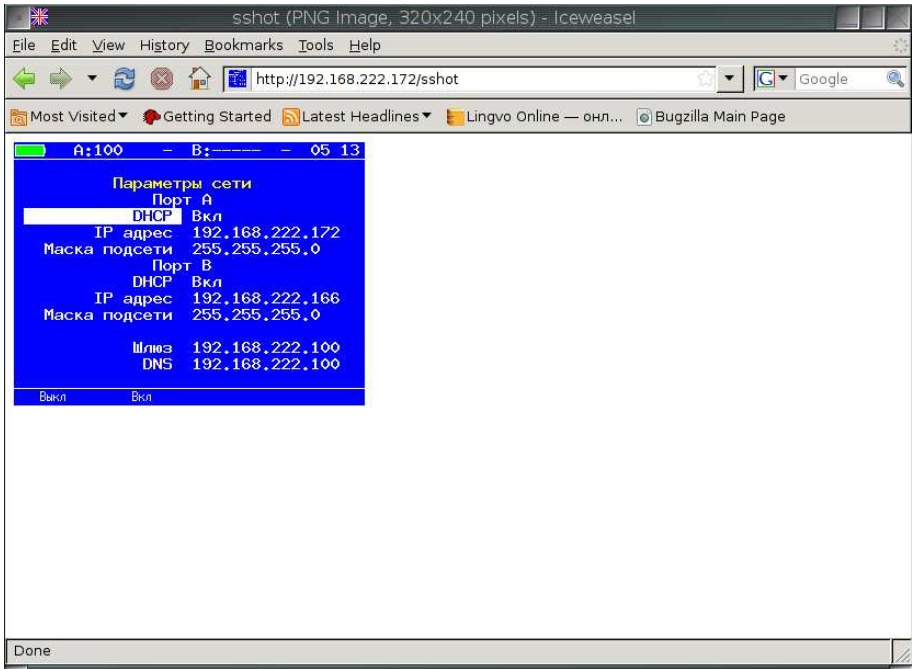 sshot (PNG Image, 320x240 pixels) - Iceweasel
File Edit View History Bookmarks Tools Help
http://192.168.222.172/sshot G Google
Most Visited Getting Started Latest Headlines Lingvo Online — онл... Bugzilla Main Page
A:100 – B:----- – 05 13
Параметры сети
Порт A
DHCP Вкл
IP адрес 192.168.222.172
Маска подсети 255.255.255.0
Порт B
DHCP Вкл
IP адрес 192.168.222.166
Маска подсети 255.255.255.0
Шлюз 192.168.222.100
DNS 192.168.222.100
Выкл Вкл
Done